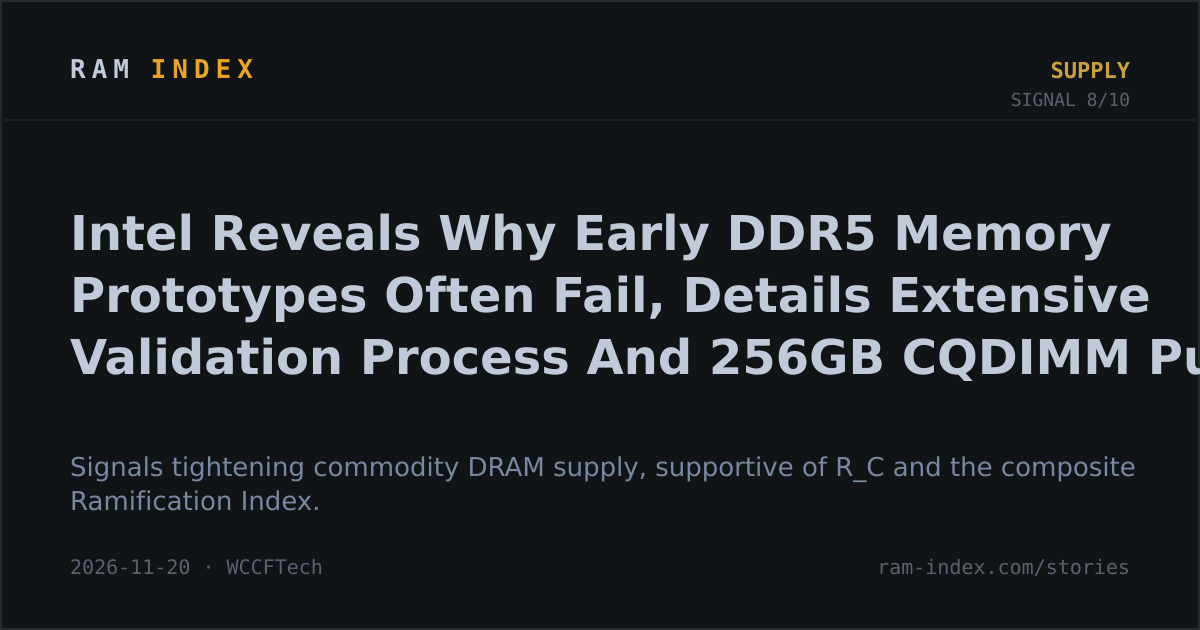 RAM INDEX
SUPPLY
SIGNAL 8/10
Intel Reveals Why Early DDR5 Memory
Prototypes Often Fail, Details Extensive
Validation Process And 256GB CQDIMM
Signals tightening commodity DRAM supply, supportive of R_C and the composite
Ramification Index.
2026-11-20 · WCCFTech
ram-index.com/stories